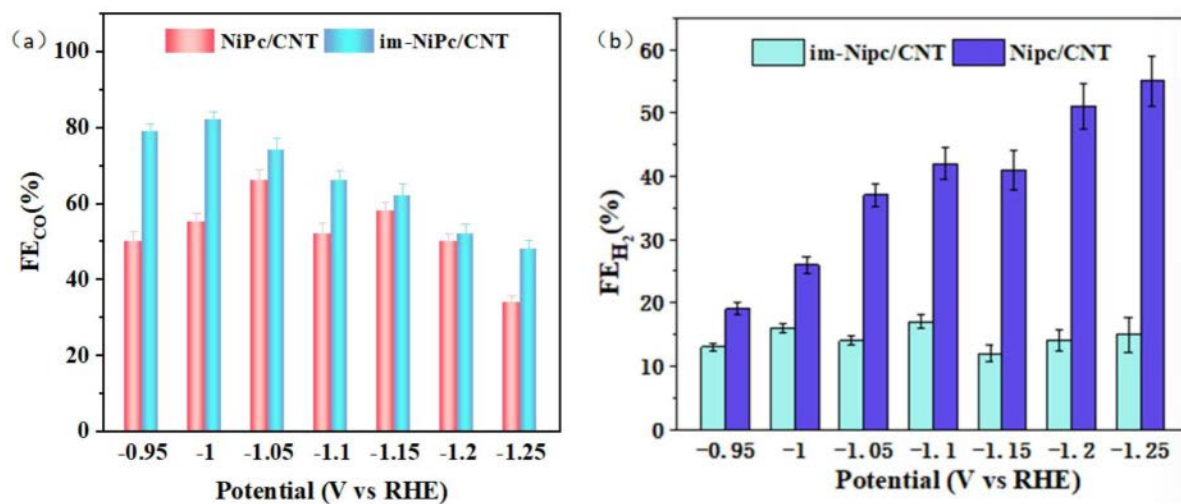 (a)
NiPc/CNT im-NiPc/CNT
FE_CO(%)
100
80
60
40
20
0
-0.95 -1 -1.05 -1.1 -1.15 -1.2 -1.25
Potential (V vs RHE)
(b)
im-Nipc/CNT Nipc/CNT
FE_H₂(%)
60
50
40
30
20
10
0
-0.95 -1 -1.05 -1.1 -1.15 -1.2 -1.25
Potential (V vs RHE)